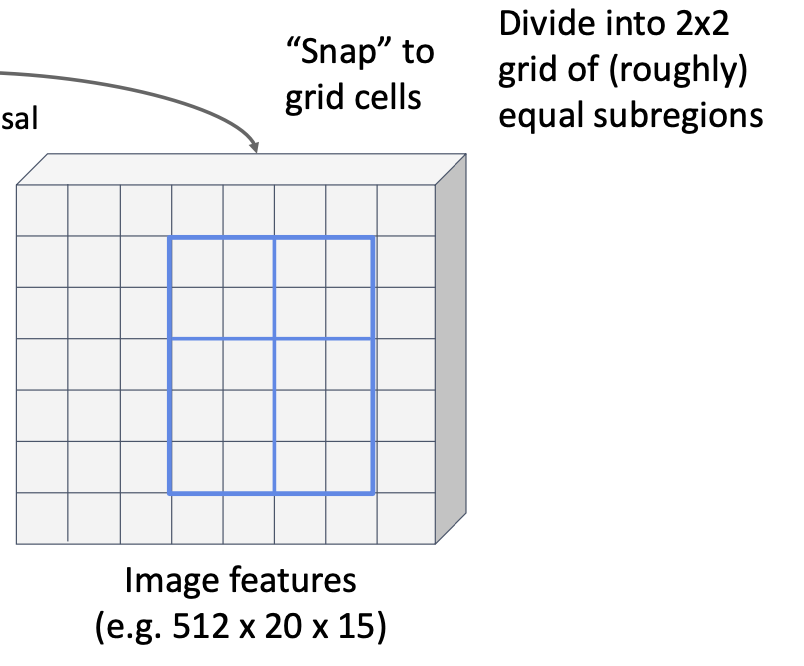 “Snap” to
grid cells
Divide into 2x2
grid of (roughly)
equal subregions
sal
Image features
(e.g. 512 x 20 x 15)